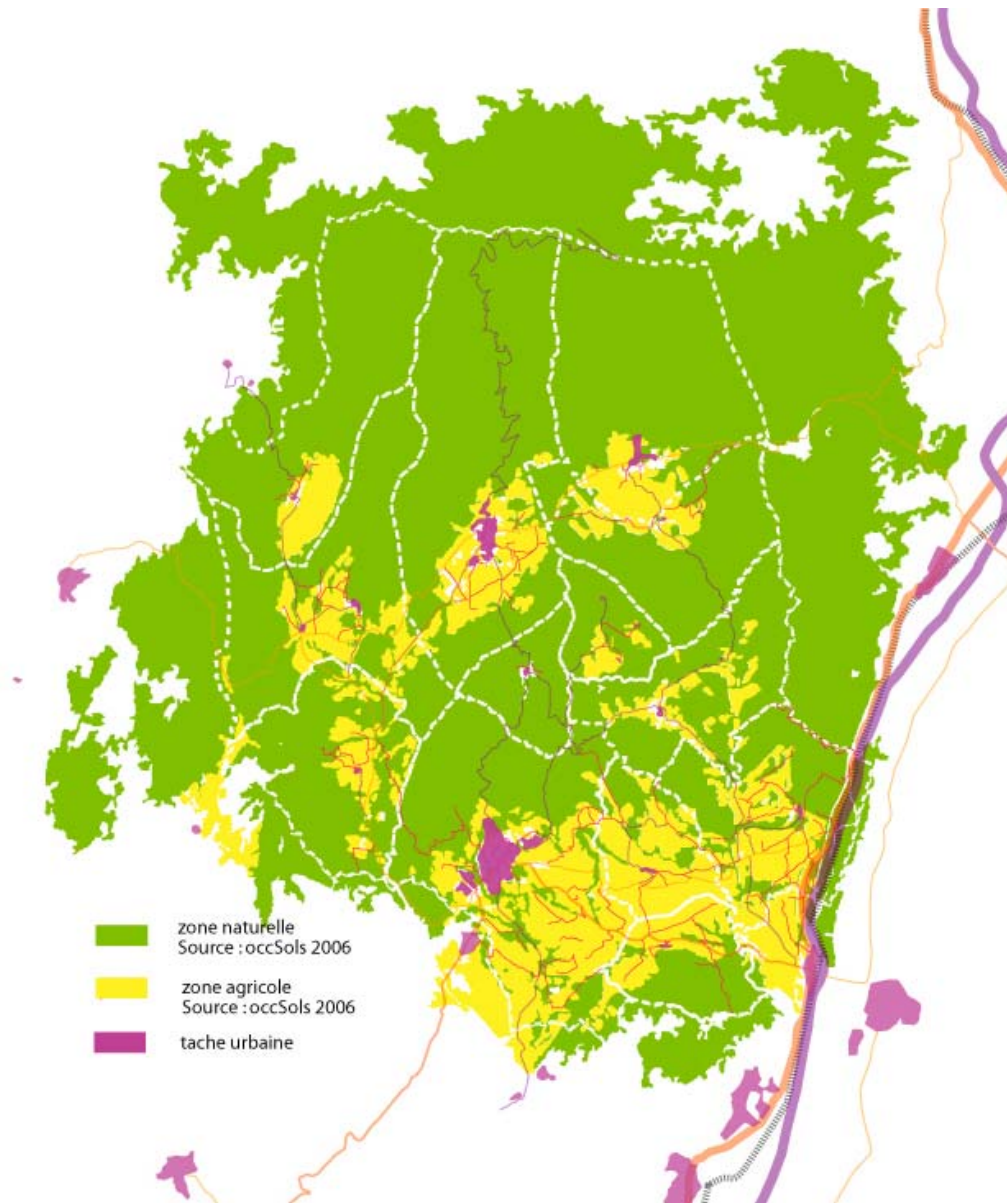 zone naturelle
Source : occSols 2006
zone agricole
Source : occSols 2006
tache urbaine